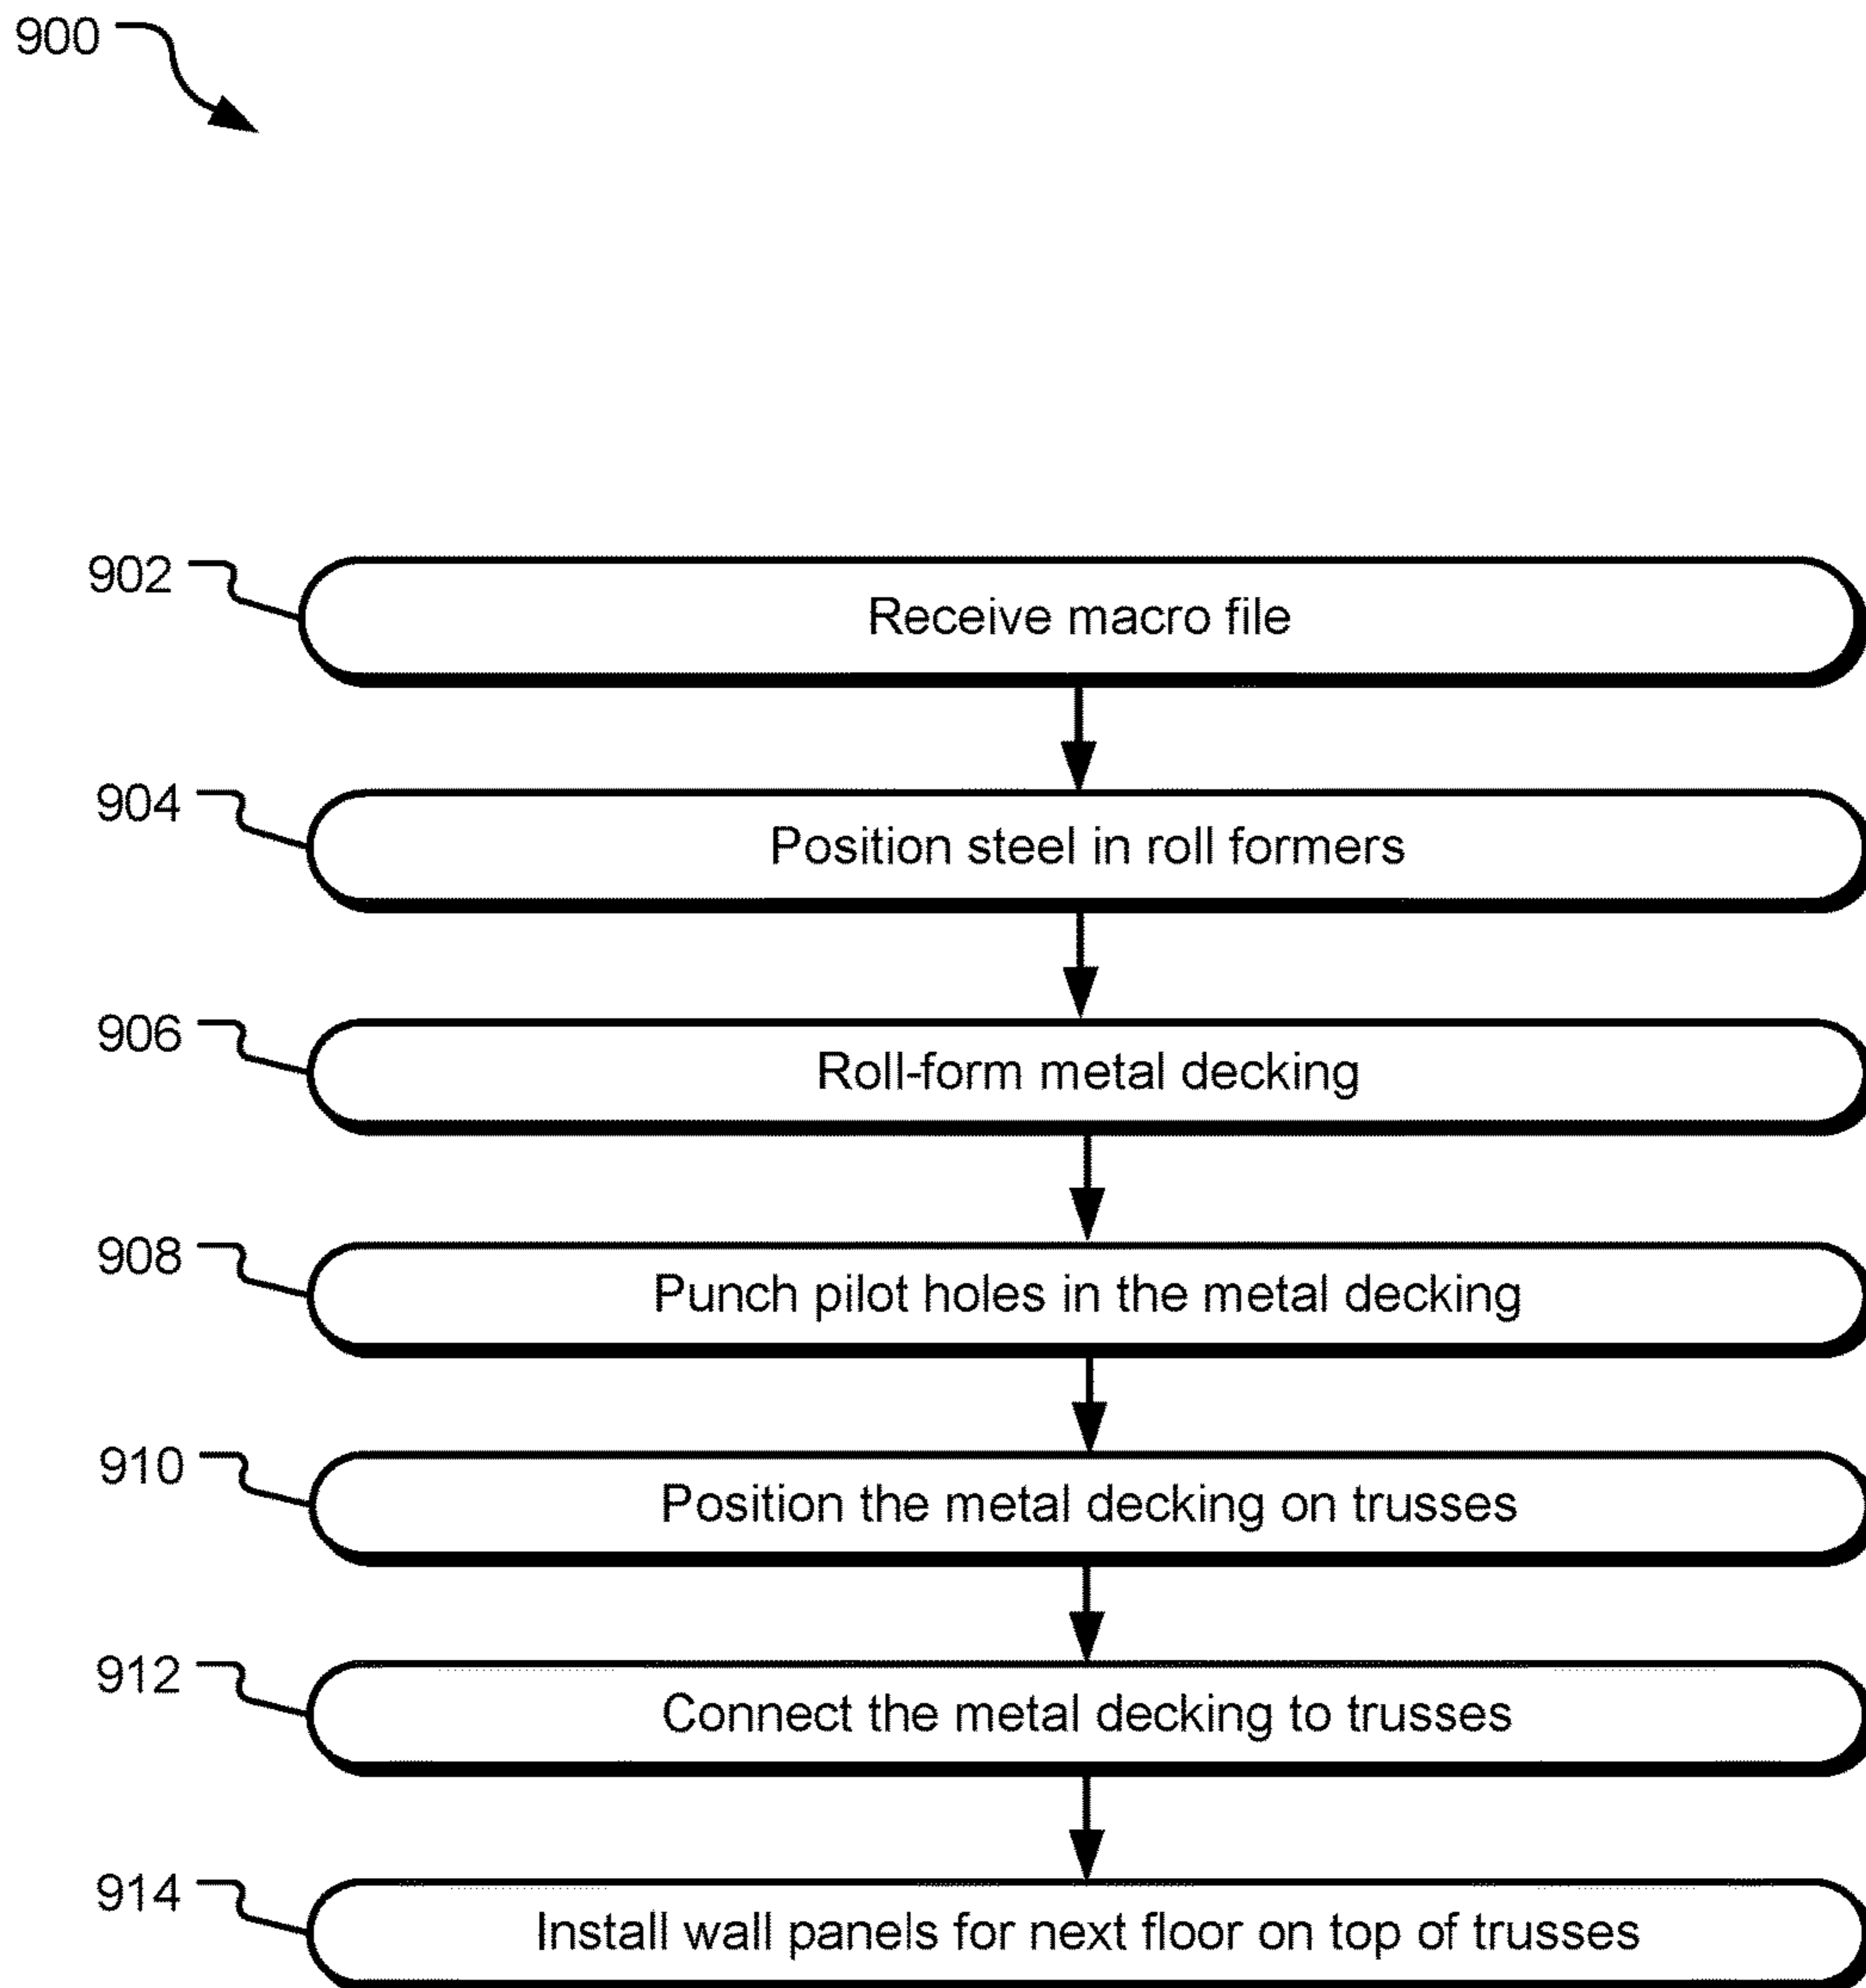 900
902
Receive macro file
904
Position steel in roll formers
906
Roll-form metal decking
908
Punch pilot holes in the metal decking
910
Position the metal decking on trusses
912
Connect the metal decking to trusses
914
Install wall panels for next floor on top of trusses